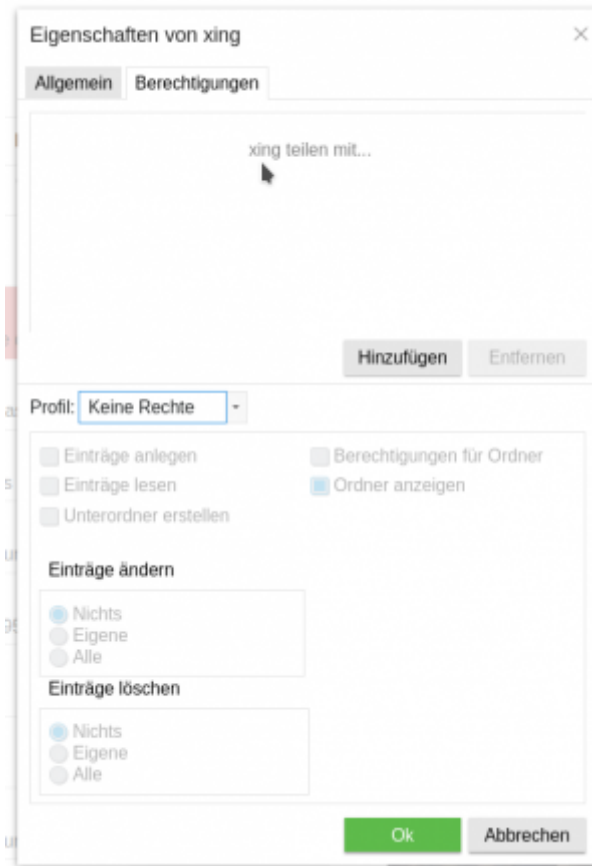 Eigenschaften von xing
Allgemein Berechtigungen
xing teilen mit...
Hinzufügen Entfernen
Profil: Keine Rechte
Einträge anlegen Berechtigungen für Ordner
Einträge lesen Ordner anzeigen
Unterordner erstellen
Einträge ändern
Nichts
Eigene
Alle
Einträge löschen
Nichts
Eigene
Alle
Ok Abbrechen